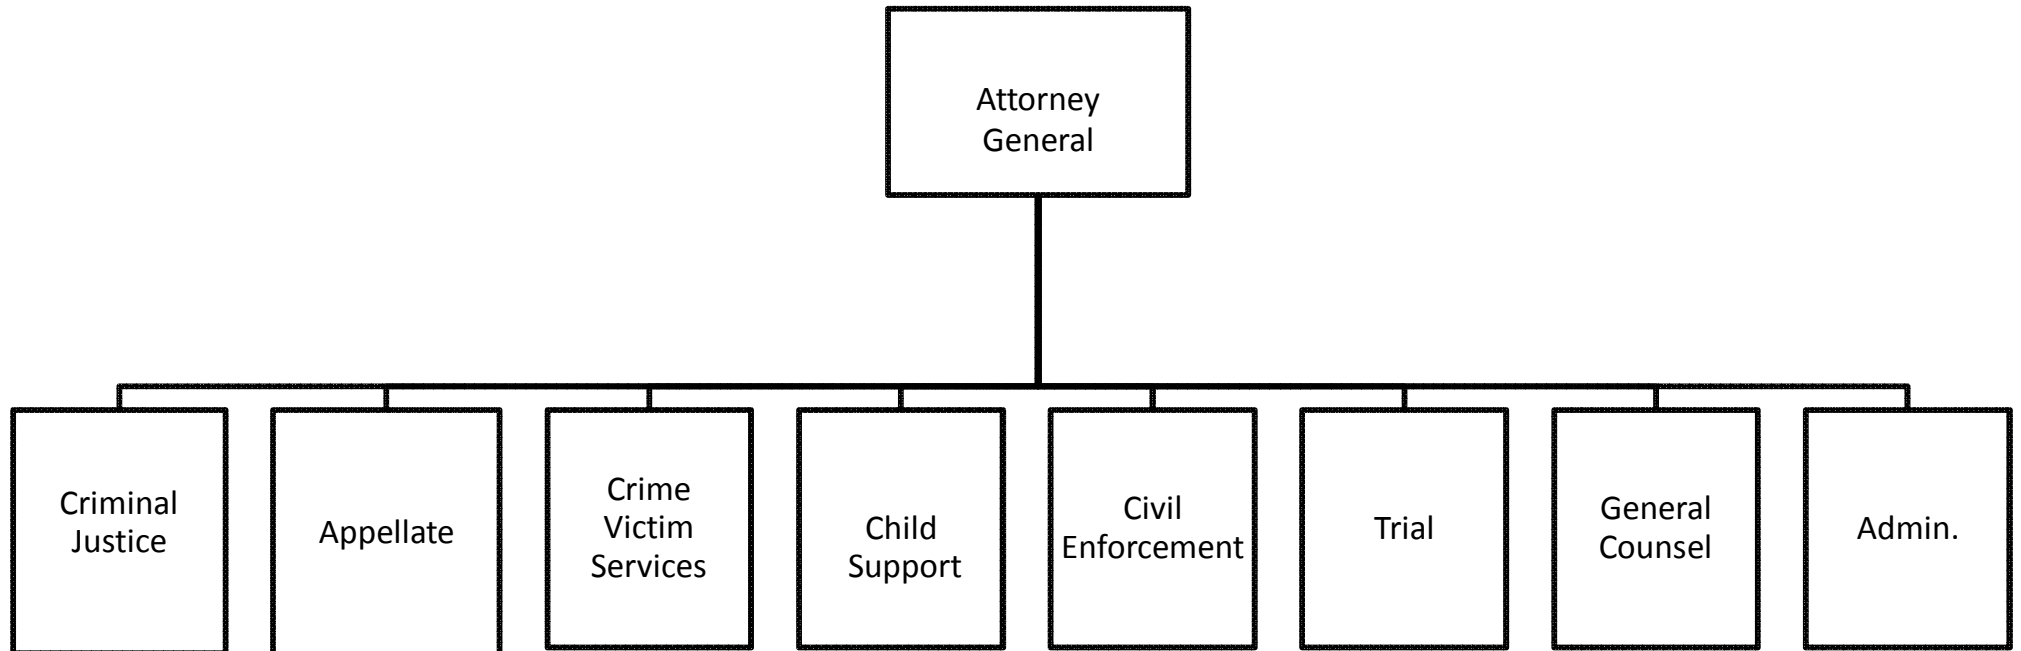 Attorney
General
Criminal
Justice
Appellate
Crime
Victim
Services
Child
Support
Civil
Enforcement
Trial
General
Counsel
Admin.